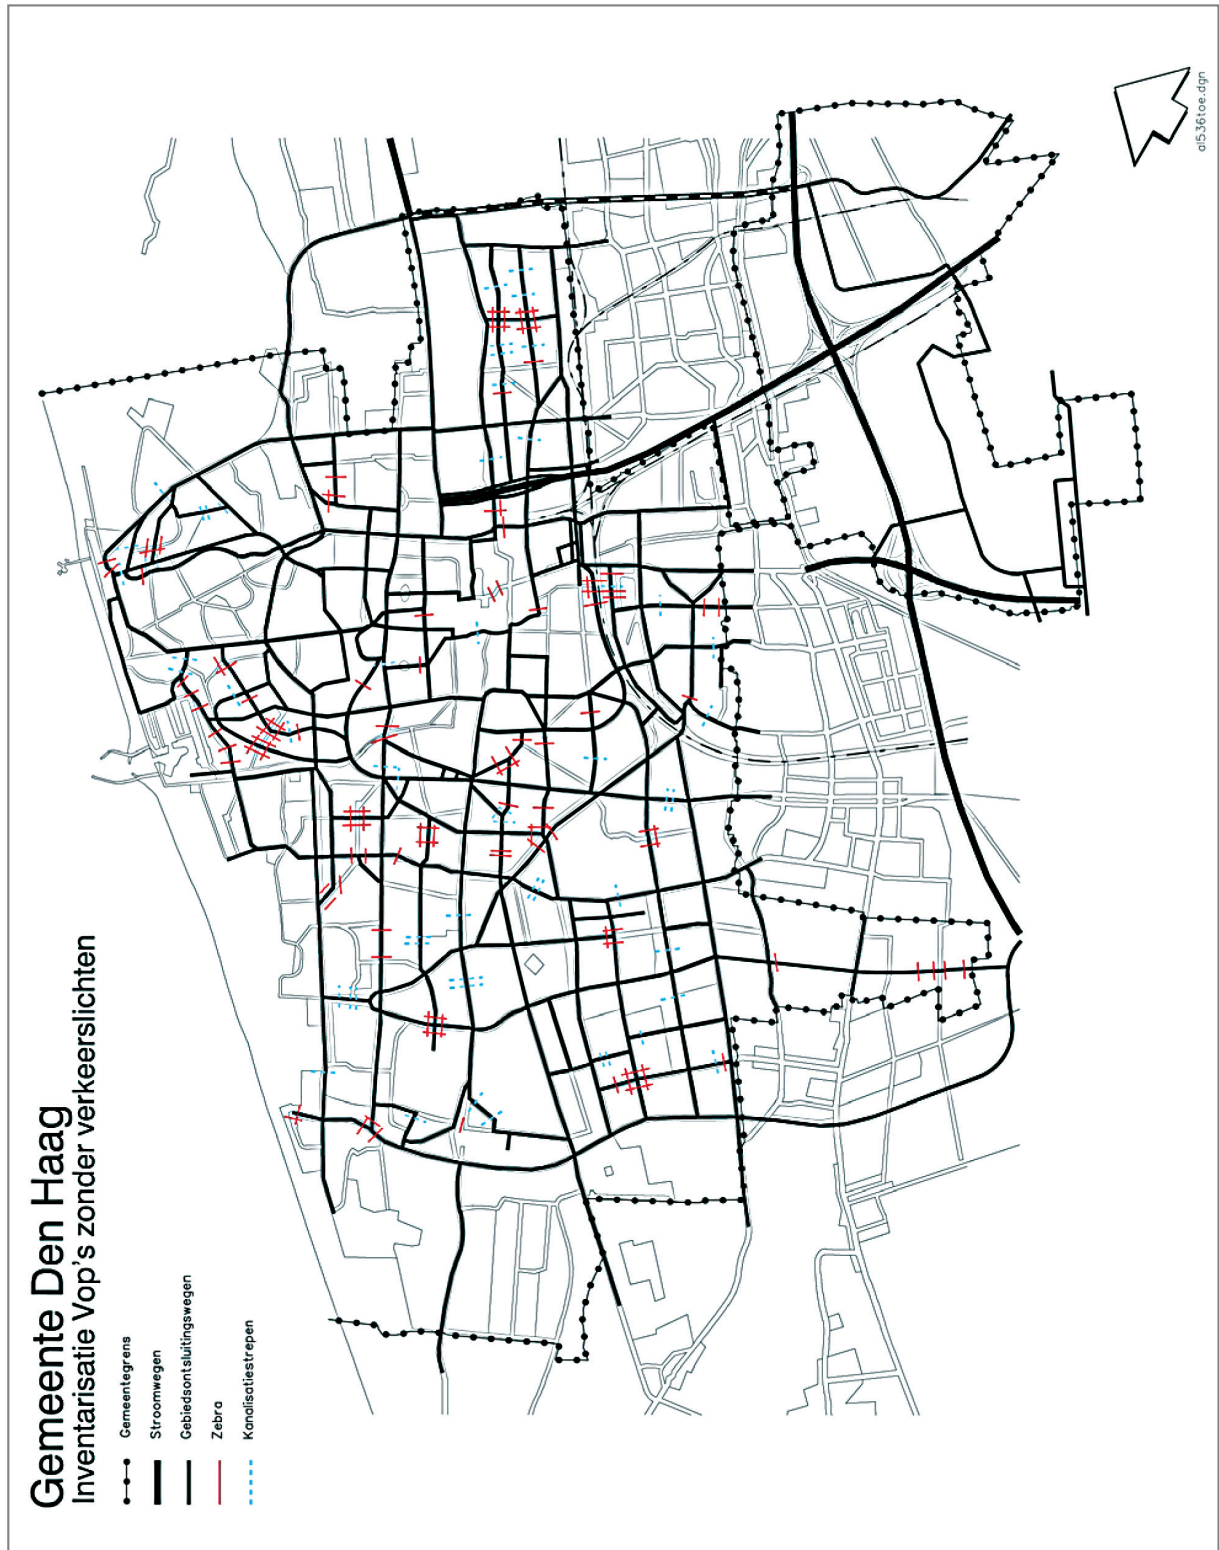 Gemeente Den Haag
Inventarisatie Vop's zonder verkeerslichten
Gemeentegrens
Stroomwegen
Gebiedsontsluitingswegen
Zebra
Kanalisatiestrepen
al536toe.dgn